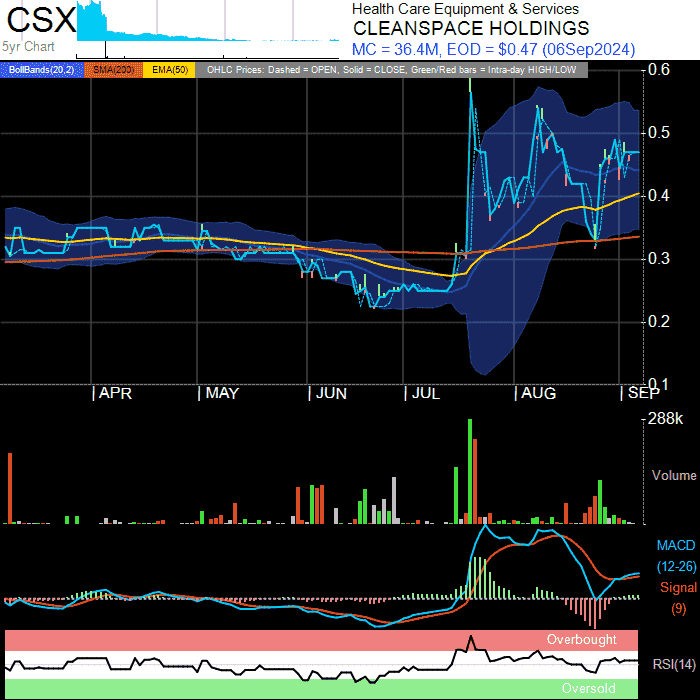 CSX
5yr Chart
Health Care Equipment & Services
CLEANSPACE HOLDINGS
MC = 36.4M, EOD = $0.47 (06Sep2024)
BollBands(20,2) SMA(200) EMA(50) OHLC Prices: Dashed = OPEN, Solid = CLOSE, Green/Red bars = Intra-day HIGH/LOW
0.6
0.5
0.4
0.3
0.2
0.1
| APR | MAY | JUN | JUL | AUG | SEP
288k
Volume
MACD
(12-26)
Signal
(9)
Overbought
RSI(14)
Oversold